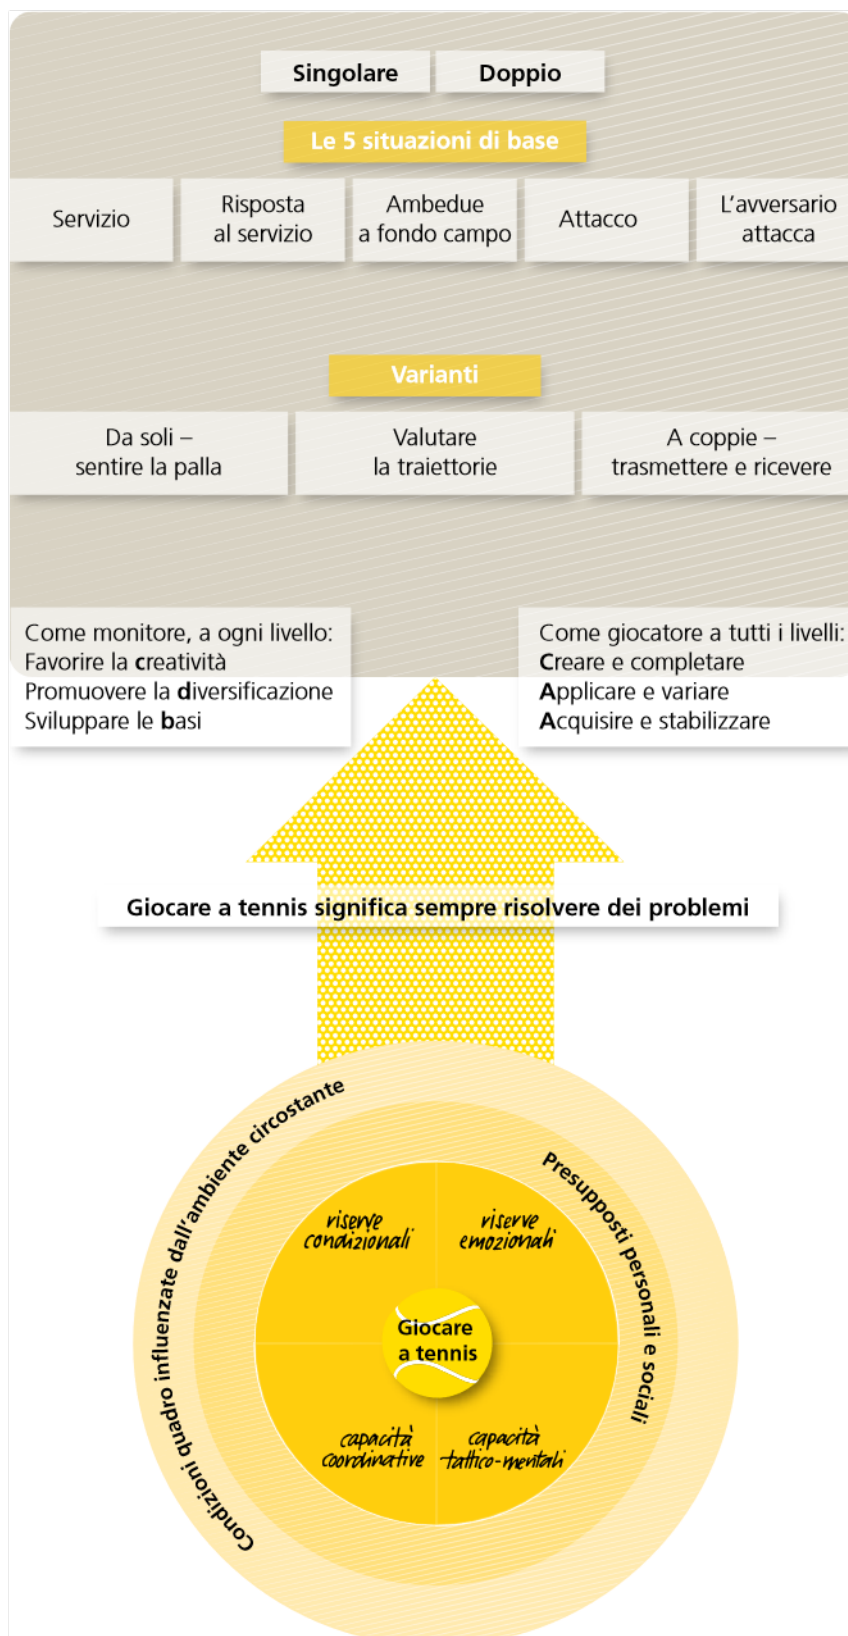 Singolare
Doppio
Le 5 situazioni di base
Servizio
Risposta
al servizio
Ambedue
a fondo campo
Attacco
L'avversario
attacca
Varianti
Da soli –
sentire la palla
Valutare
la traiettorie
A coppie –
trasmettere e ricevere
Come monitore, a ogni livello:
Favorire la creatività
Promuovere la diversificazione
Sviluppare le basi
Come giocatore a tutti i livelli:
Creare e completare
Applicare e variare
Acquisire e stabilizzare
Giocare a tennis significa sempre risolvere dei problemi
Condizioni quadro influenzate dall'ambiente circostante
Presupposti personali e sociali
riserve
condizionali
riserve
emozionali
Giocare
a tennis
capacità
coordinative
capacità
tattico-mentali